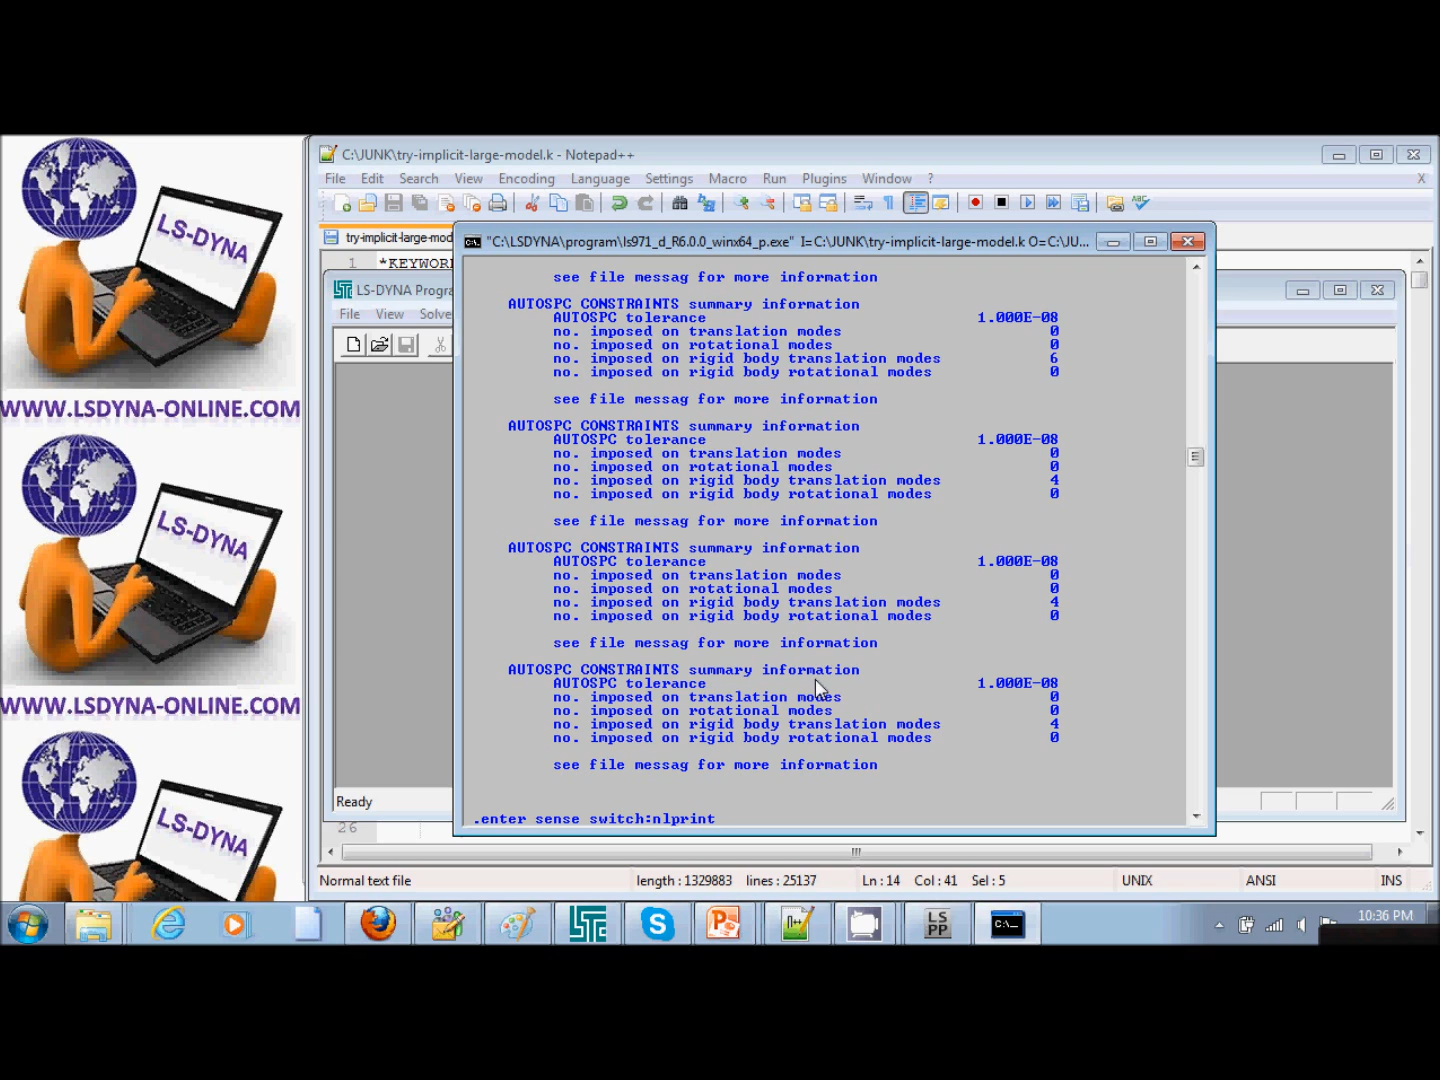 LS-DYNA
WWW.LSDYNA-ONLINE.COM
LS-DYNA
WWW.LSDYNA-ONLINE.COM
LS-DYNA
C:\JUNK\try-implicit-large-model.k - Notepad++
File Edit Search View Encoding Language Settings Macro Run Plugins Window ? X
try-implicit-large-mod
1 *KEYWOR
LS-DYNA Progra
File View Solve
"C:\LSDYNA\program\ls971_d_R6.0.0_winx64_p.exe" I=C:\JUNK\try-implicit-large-model.k O=C:\JU...
see file messag for more information
AUTOSPC CONSTRAINTS summary information
AUTOSPC tolerance 1.000E-08
no. imposed on translation modes 0
no. imposed on rotational modes 0
no. imposed on rigid body translation modes 6
no. imposed on rigid body rotational modes 0
see file messag for more information
AUTOSPC CONSTRAINTS summary information
AUTOSPC tolerance 1.000E-08
no. imposed on translation modes 0
no. imposed on rotational modes 0
no. imposed on rigid body translation modes 4
no. imposed on rigid body rotational modes 0
see file messag for more information
AUTOSPC CONSTRAINTS summary information
AUTOSPC tolerance 1.000E-08
no. imposed on translation modes 0
no. imposed on rotational modes 0
no. imposed on rigid body translation modes 4
no. imposed on rigid body rotational modes 0
see file messag for more information
AUTOSPC CONSTRAINTS summary information
AUTOSPC tolerance 1.000E-08
no. imposed on translation modes 0
no. imposed on rotational modes 0
no. imposed on rigid body translation modes 4
no. imposed on rigid body rotational modes 0
see file messag for more information
.enter sense switch:nlprint
Ready
26
Normal text file length : 1329883 lines : 25137 Ln : 14 Col : 41 Sel : 5 UNIX ANSI INS
LS
PP
C:\_
10:36 PM